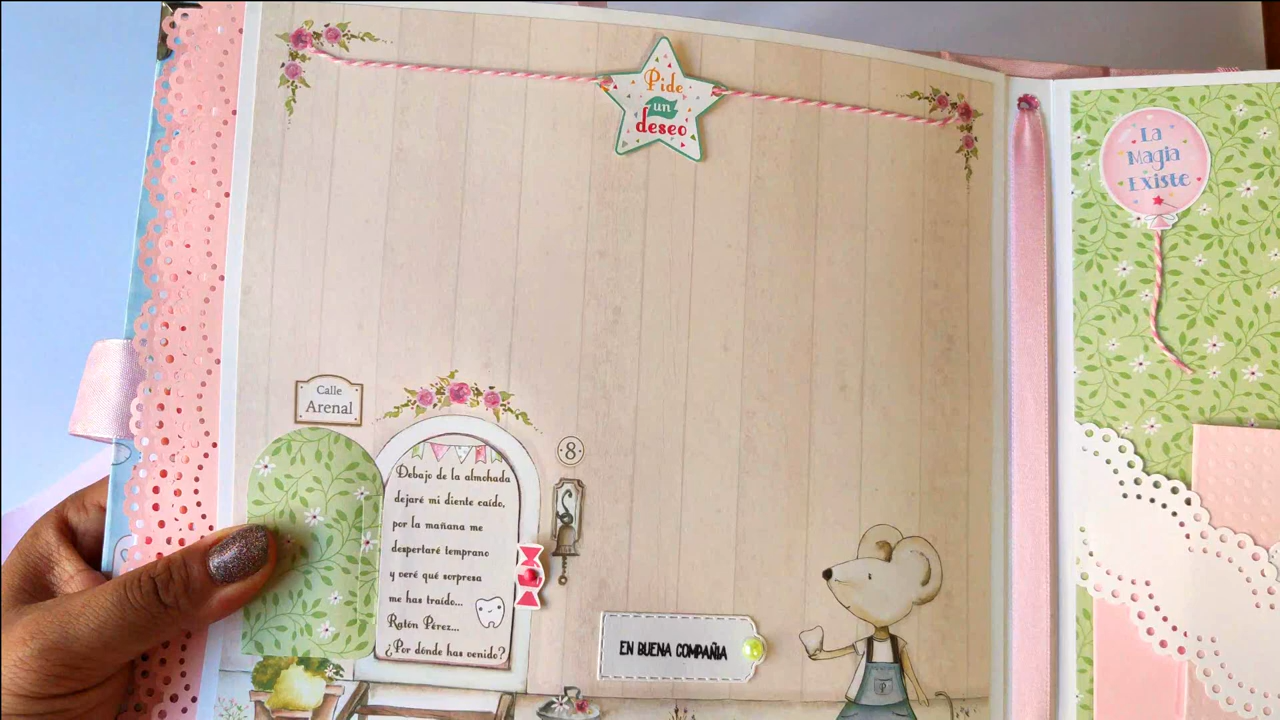 Pide
un
deseo
La
Magia
Existe
Calle
Arenal
8
Debajo de la almohada
dejaré mi diente caído,
por la mañana me
despertaré temprano
y veré qué sorpresa
me has traído...
Ratón Pérez...
¿Por dónde has venido?
EN BUENA COMPAÑIA
P